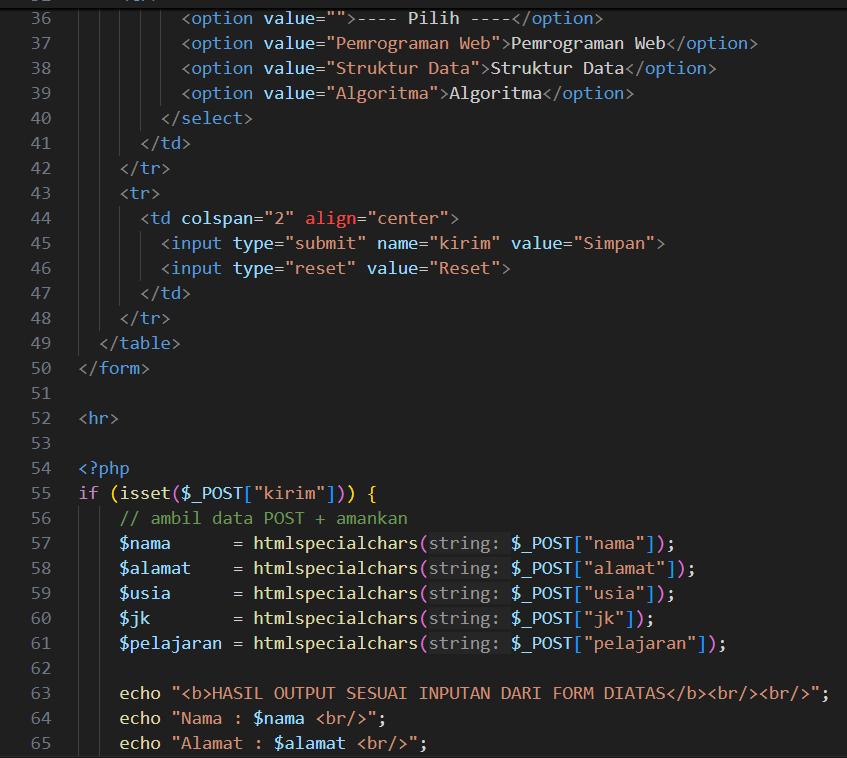 36 <option value="">---- Pilih ----</option>
37 <option value="Pemrograman Web">Pemrograman Web</option>
38 <option value="Struktur Data">Struktur Data</option>
39 <option value="Algoritma">Algoritma</option>
40 </select>
41 </td>
42 </tr>
43 <tr>
44 <td colspan="2" align="center">
45 <input type="submit" name="kirim" value="Simpan">
46 <input type="reset" value="Reset">
47 </td>
48 </tr>
49 </table>
50 </form>
51
52 <hr>
53
54 <?php
55 if (isset($_POST["kirim"])) {
56 // ambil data POST + amankan
57 $nama = htmlspecialchars(string: $_POST["nama"]);
58 $alamat = htmlspecialchars(string: $_POST["alamat"]);
59 $usia = htmlspecialchars(string: $_POST["usia"]);
60 $jk = htmlspecialchars(string: $_POST["jk"]);
61 $pelajaran = htmlspecialchars(string: $_POST["pelajaran"]);
62
63 echo "<b>HASIL OUTPUT SESUAI INPUTAN DARI FORM DIATAS</b><br/><br/>";
64 echo "Nama : $nama <br/>";
65 echo "Alamat : $alamat <br/>";